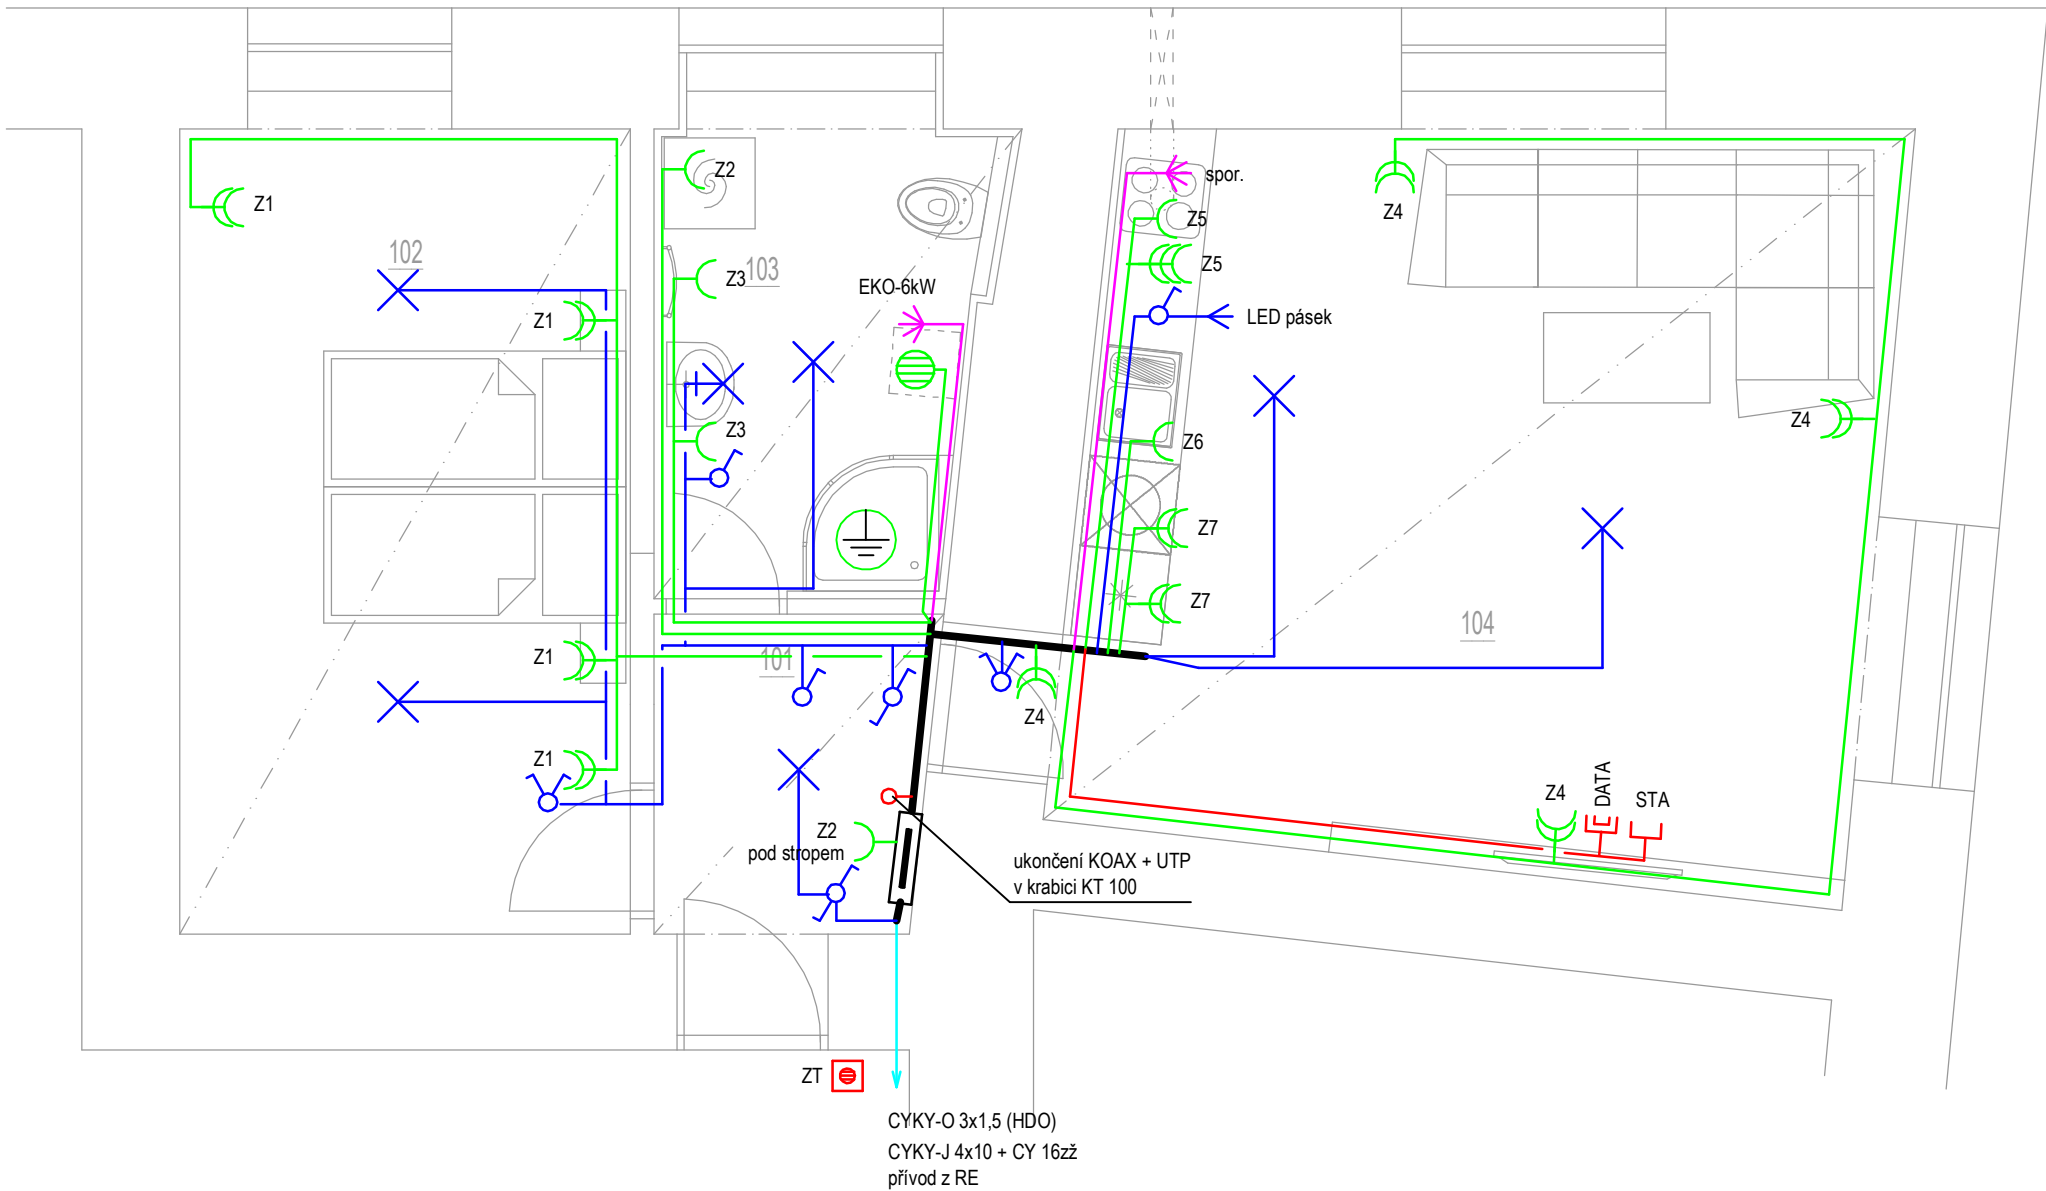 Z2
spor.
Z1
Z4
Z5
102
Z5
103
Z3
EKO-6kW
Z1
LED pásek
Z4
Z3
Z6
Z7
Z7
104
Z1
101
Z4
Z1
DATA
Z4
STA
Z2
pod stropem
ukončení KOAX + UTP
v krabici KT 100
ZT
CYKY-O 3x1,5 (HDO)
CYKY-J 4x10 + CY 16zž
přívod z RE